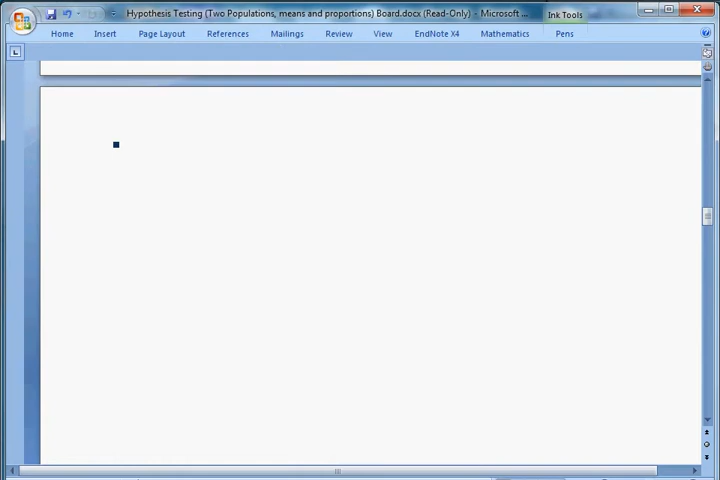 Hypothesis Testing (Two Populations, means and proportions) Board.docx (Read-Only) - Microsoft ... Ink Tools
Home Insert Page Layout References Mailings Review View EndNote X4 Mathematics Pens